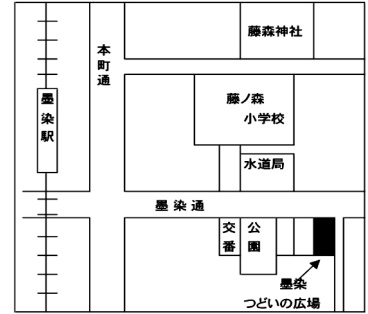 藤森神社
本町通
藤ノ森
小学校
墨染駅
水道局
墨染通
交番
公園
墨染
つどいの広場